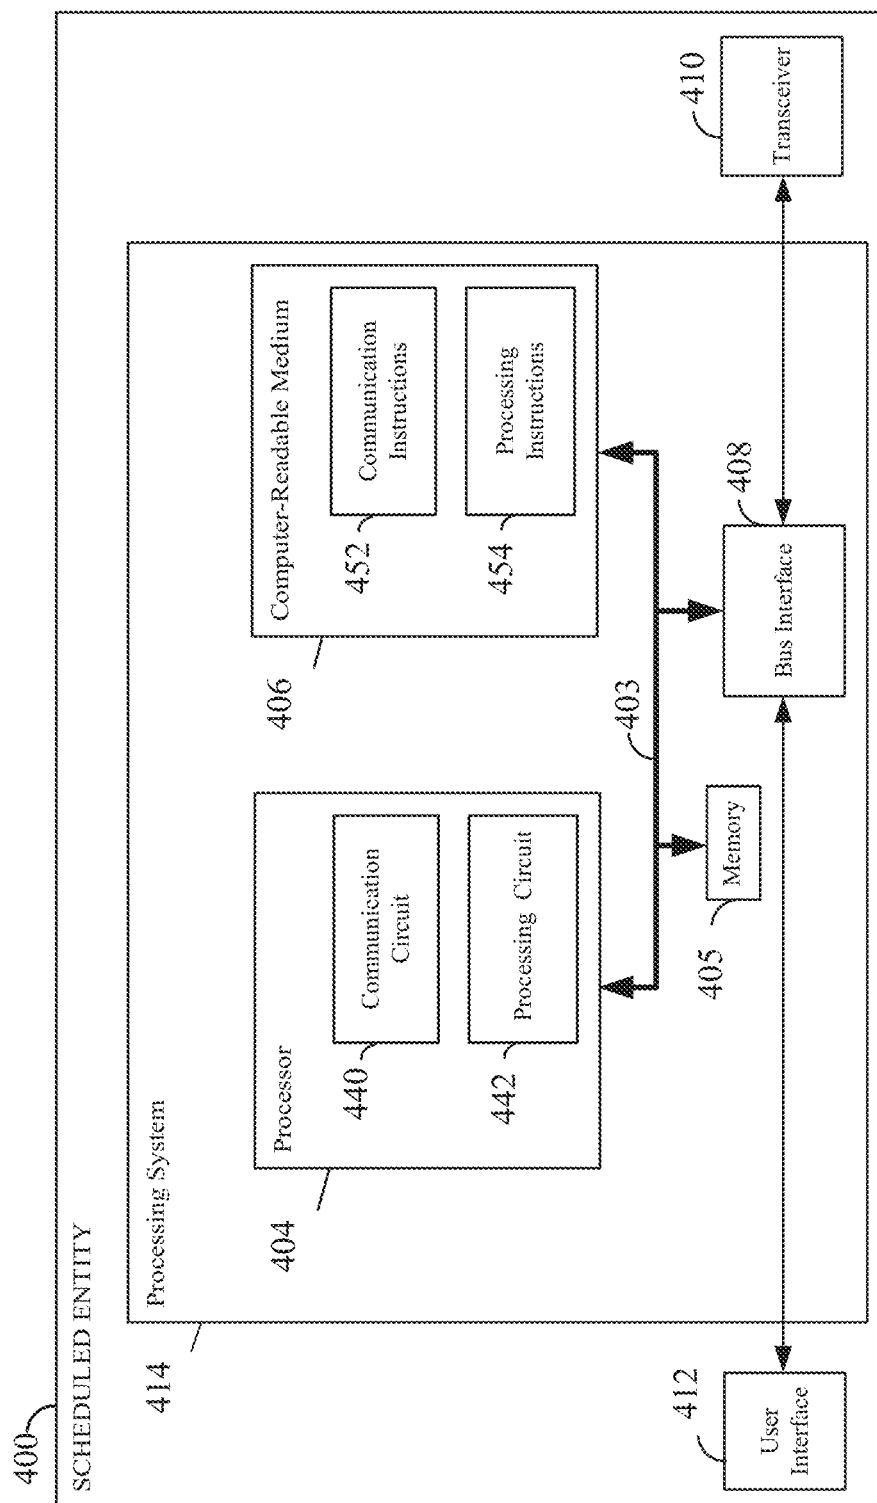 400
SCHEDULED ENTITY
414
Processing System
404
Processor
440
Communication
Circuit
442
Processing Circuit
406
Computer-Readable Medium
452
Communication
Instructions
454
Processing
Instructions
403
405
Memory
408
Bus Interface
412
User
Interface
410
Transceiver